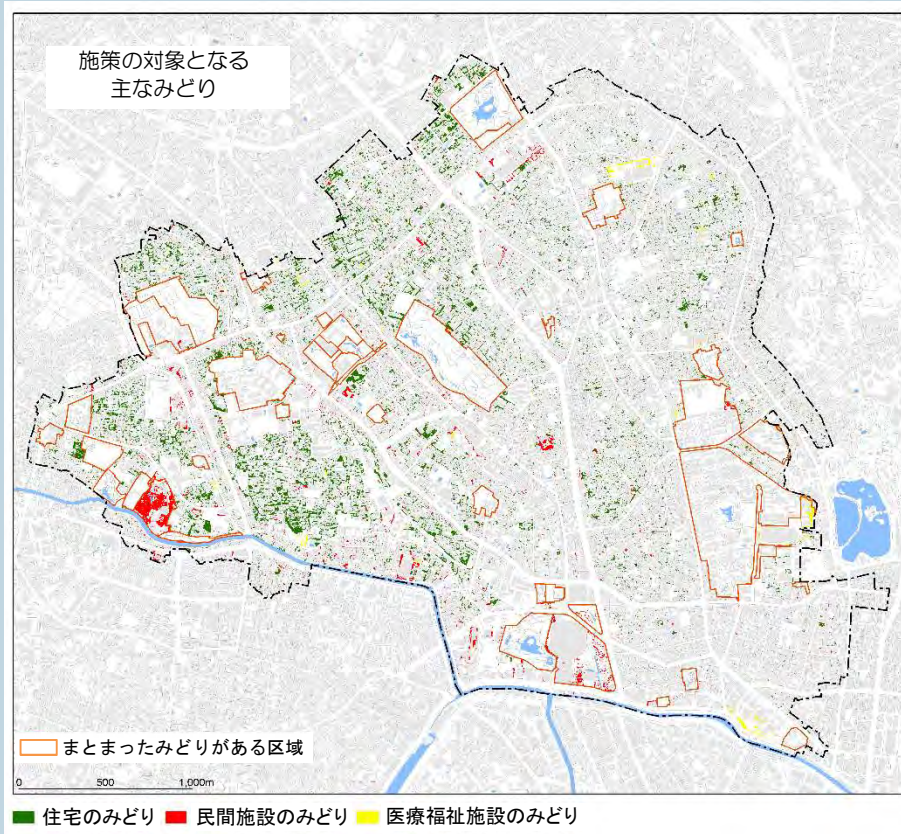 施策の対象となる
主なみどり
まとまったみどりがある区域
0 500 1,000m
住宅のみどり 民間施設のみどり 医療福祉施設のみどり